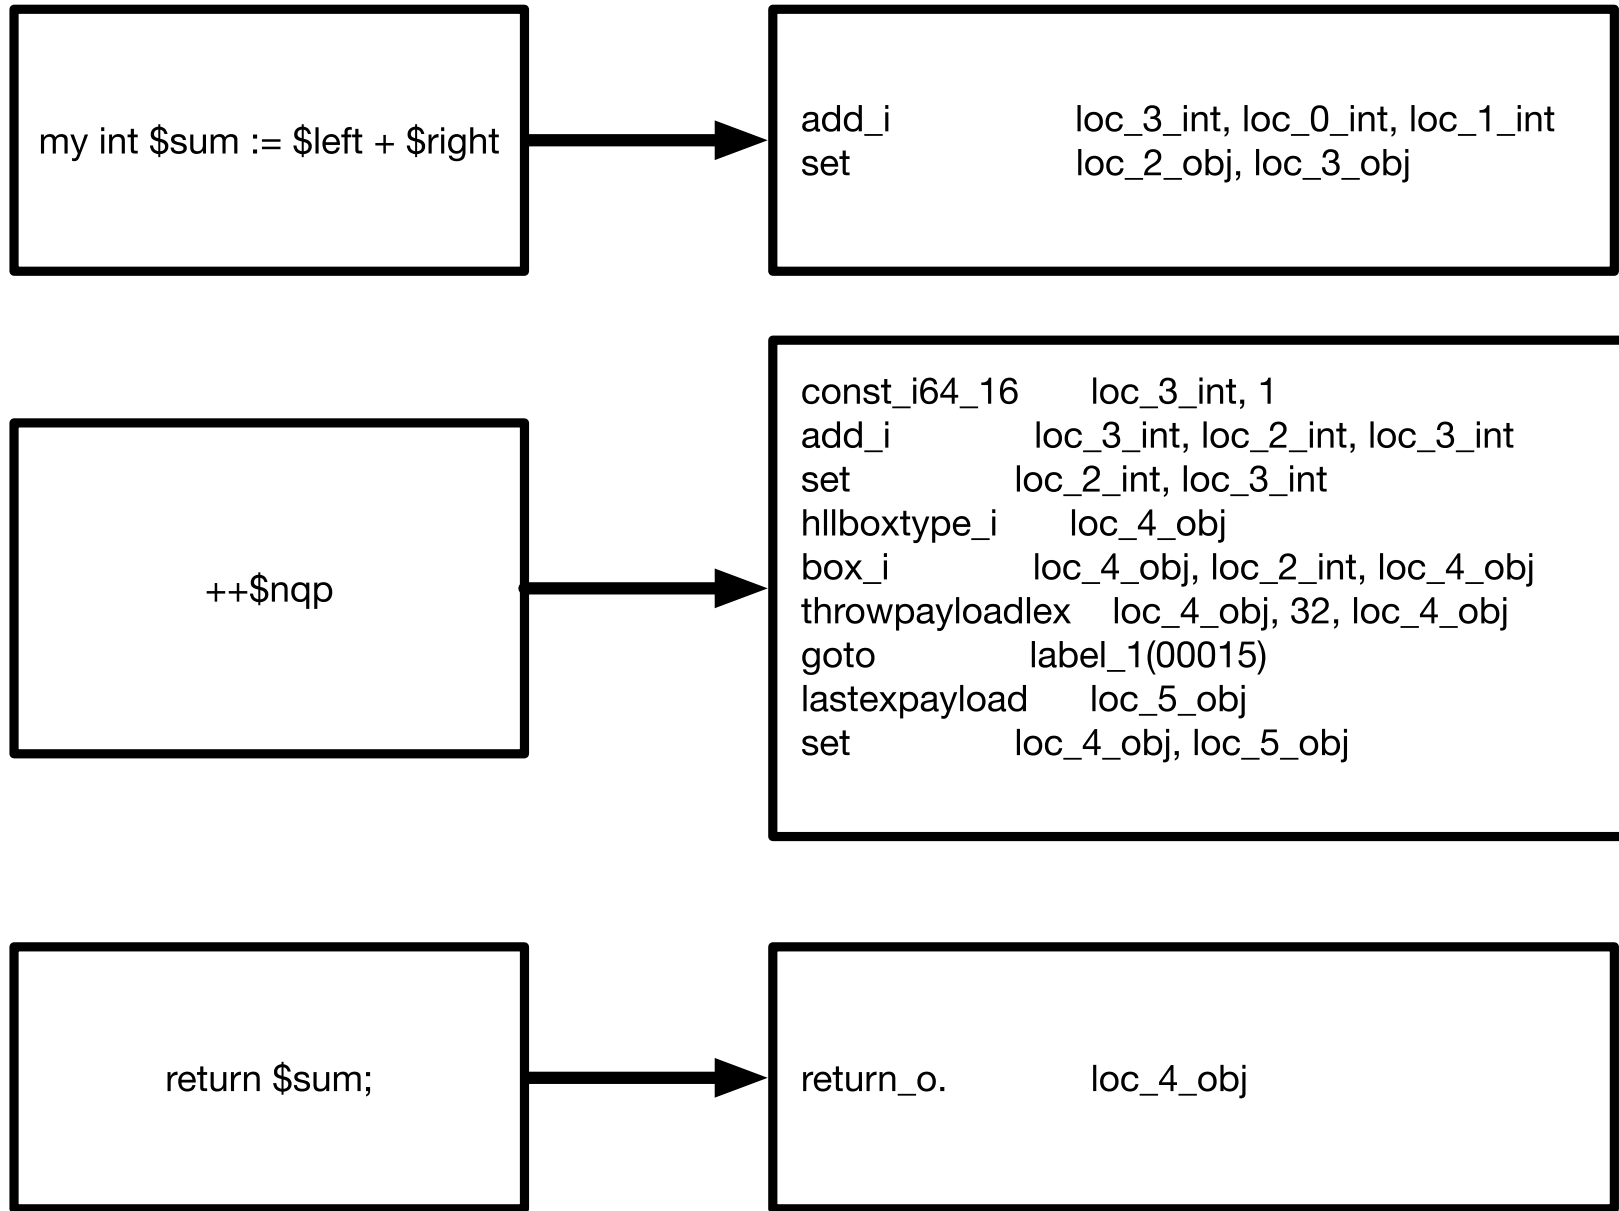 my int $sum := $left + $right
add_i loc_3_int, loc_0_int, loc_1_int
set loc_2_obj, loc_3_obj
++$nqp
const_i64_16 loc_3_int, 1
add_i loc_3_int, loc_2_int, loc_3_int
set loc_2_int, loc_3_int
hllboxtype_i loc_4_obj
box_i loc_4_obj, loc_2_int, loc_4_obj
throwpayloadlex loc_4_obj, 32, loc_4_obj
goto label_1(00015)
lastexpayload loc_5_obj
set loc_4_obj, loc_5_obj
return $sum;
return_o. loc_4_obj